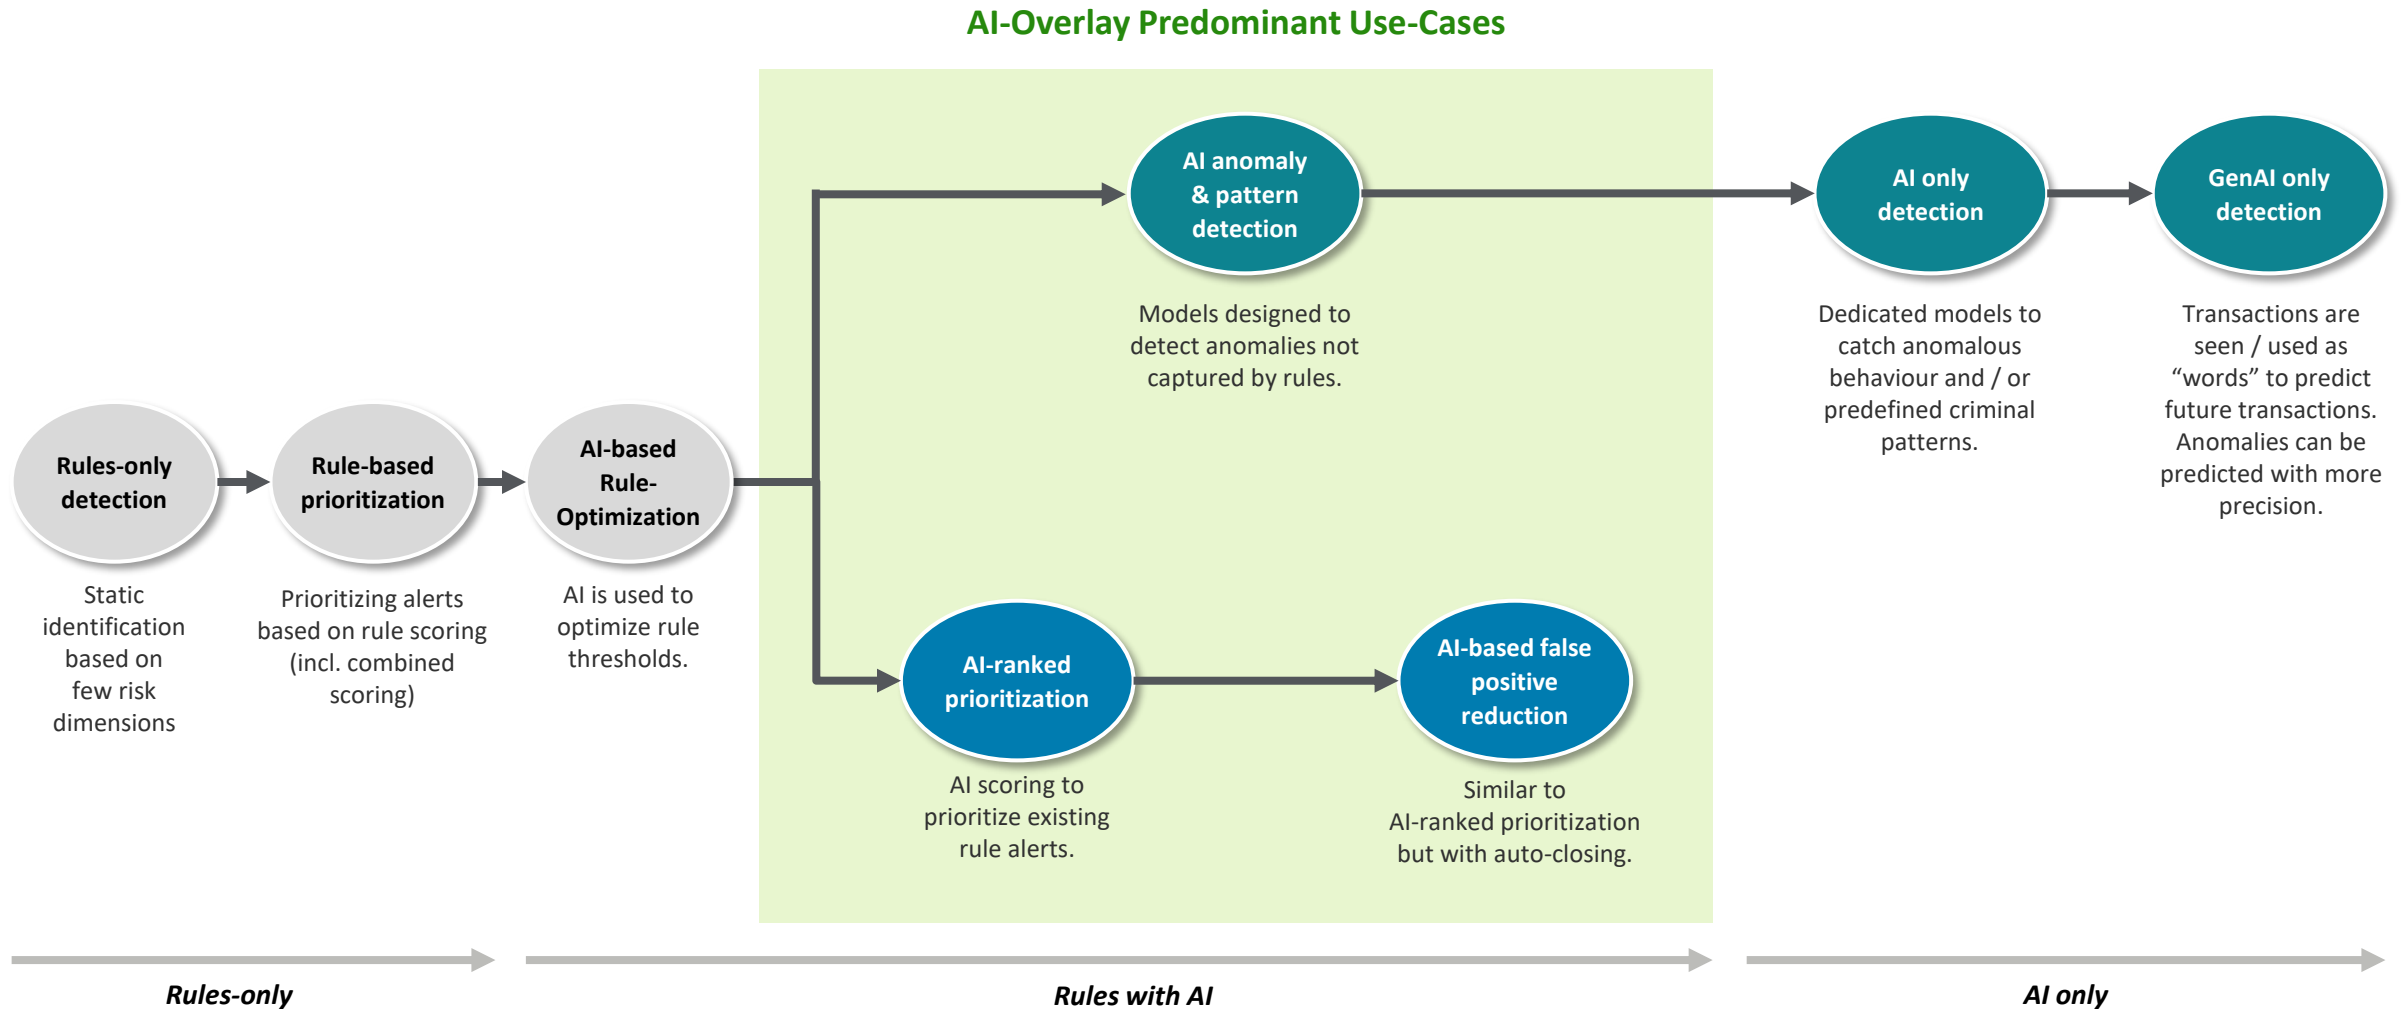 AI-Overlay Predominant Use-Cases
Rules-only
detection
Static
identification
based on
few risk
dimensions
Rule-based
prioritization
Prioritizing alerts
based on rule scoring
(incl. combined
scoring)
AI-based
Rule-
Optimization
AI is used to
optimize rule
thresholds.
AI anomaly
& pattern
detection
Models designed to
detect anomalies not
captured by rules.
AI-ranked
prioritization
AI scoring to
prioritize existing
rule alerts.
AI-based false
positive
reduction
Similar to
AI-ranked prioritization
but with auto-closing.
AI only
detection
Dedicated models to
catch anomalous
behaviour and / or
predefined criminal
patterns.
GenAI only
detection
Transactions are
seen / used as
“words” to predict
future transactions.
Anomalies can be
predicted with more
precision.
Rules-only
Rules with AI
AI only